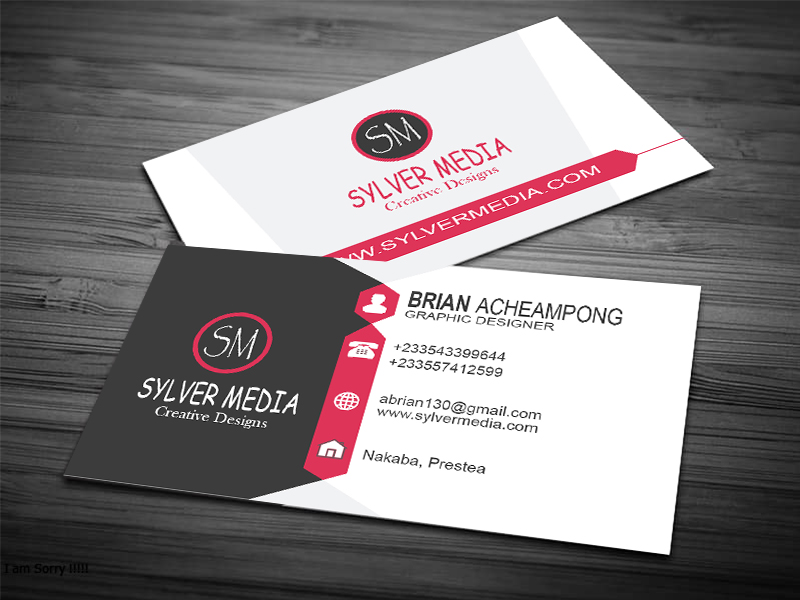 SM
SYLVER MEDIA
Creative Designs
WW.SYLVERMEDIA.COM
SM
SYLVER MEDIA
Creative Designs
BRIAN ACHEAMPONG
GRAPHIC DESIGNER
+233543399644
+233557412599
abrian130@gmail.com
www.sylvermedia.com
Nakaba, Prestea
I am Sorry !!!!!